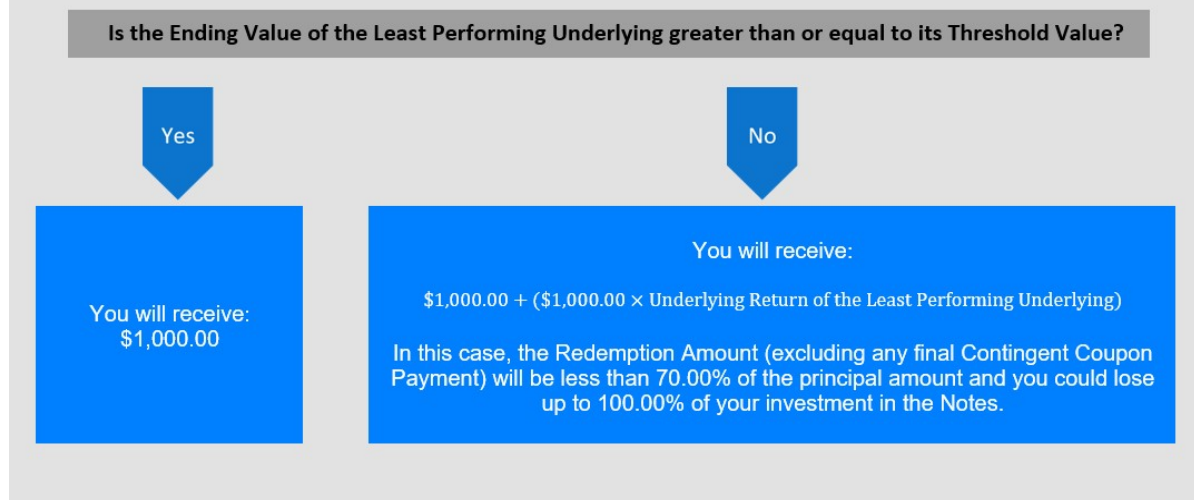 Is the Ending Value of the Least Performing Underlying greater than or equal to its Threshold Value?
Yes
No
You will receive:
$1,000.00
You will receive:
$1,000.00 + ($1,000.00 × Underlying Return of the Least Performing Underlying)
In this case, the Redemption Amount (excluding any final Contingent Coupon
Payment) will be less than 70.00% of the principal amount and you could lose
up to 100.00% of your investment in the Notes.